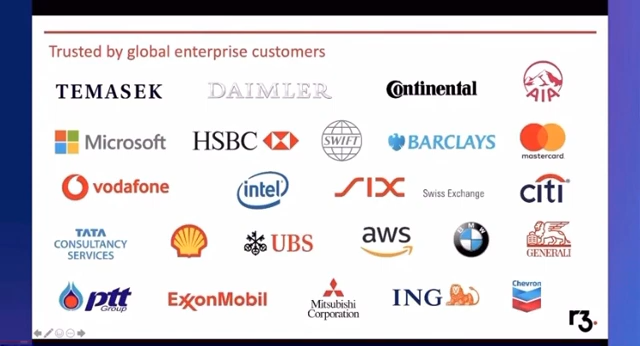 Trusted by global enterprise customers
TEMASEK DAIMLER Continental AIA
Microsoft HSBC SWIFT BARCLAYS mastercard
vodafone intel SIX Swiss Exchange citi
TATA
CONSULTANCY
SERVICES
UBS aws BMW GENERALI
ptt
Group
ExxonMobil
Mitsubishi
Corporation
ING
Chevron
r3.